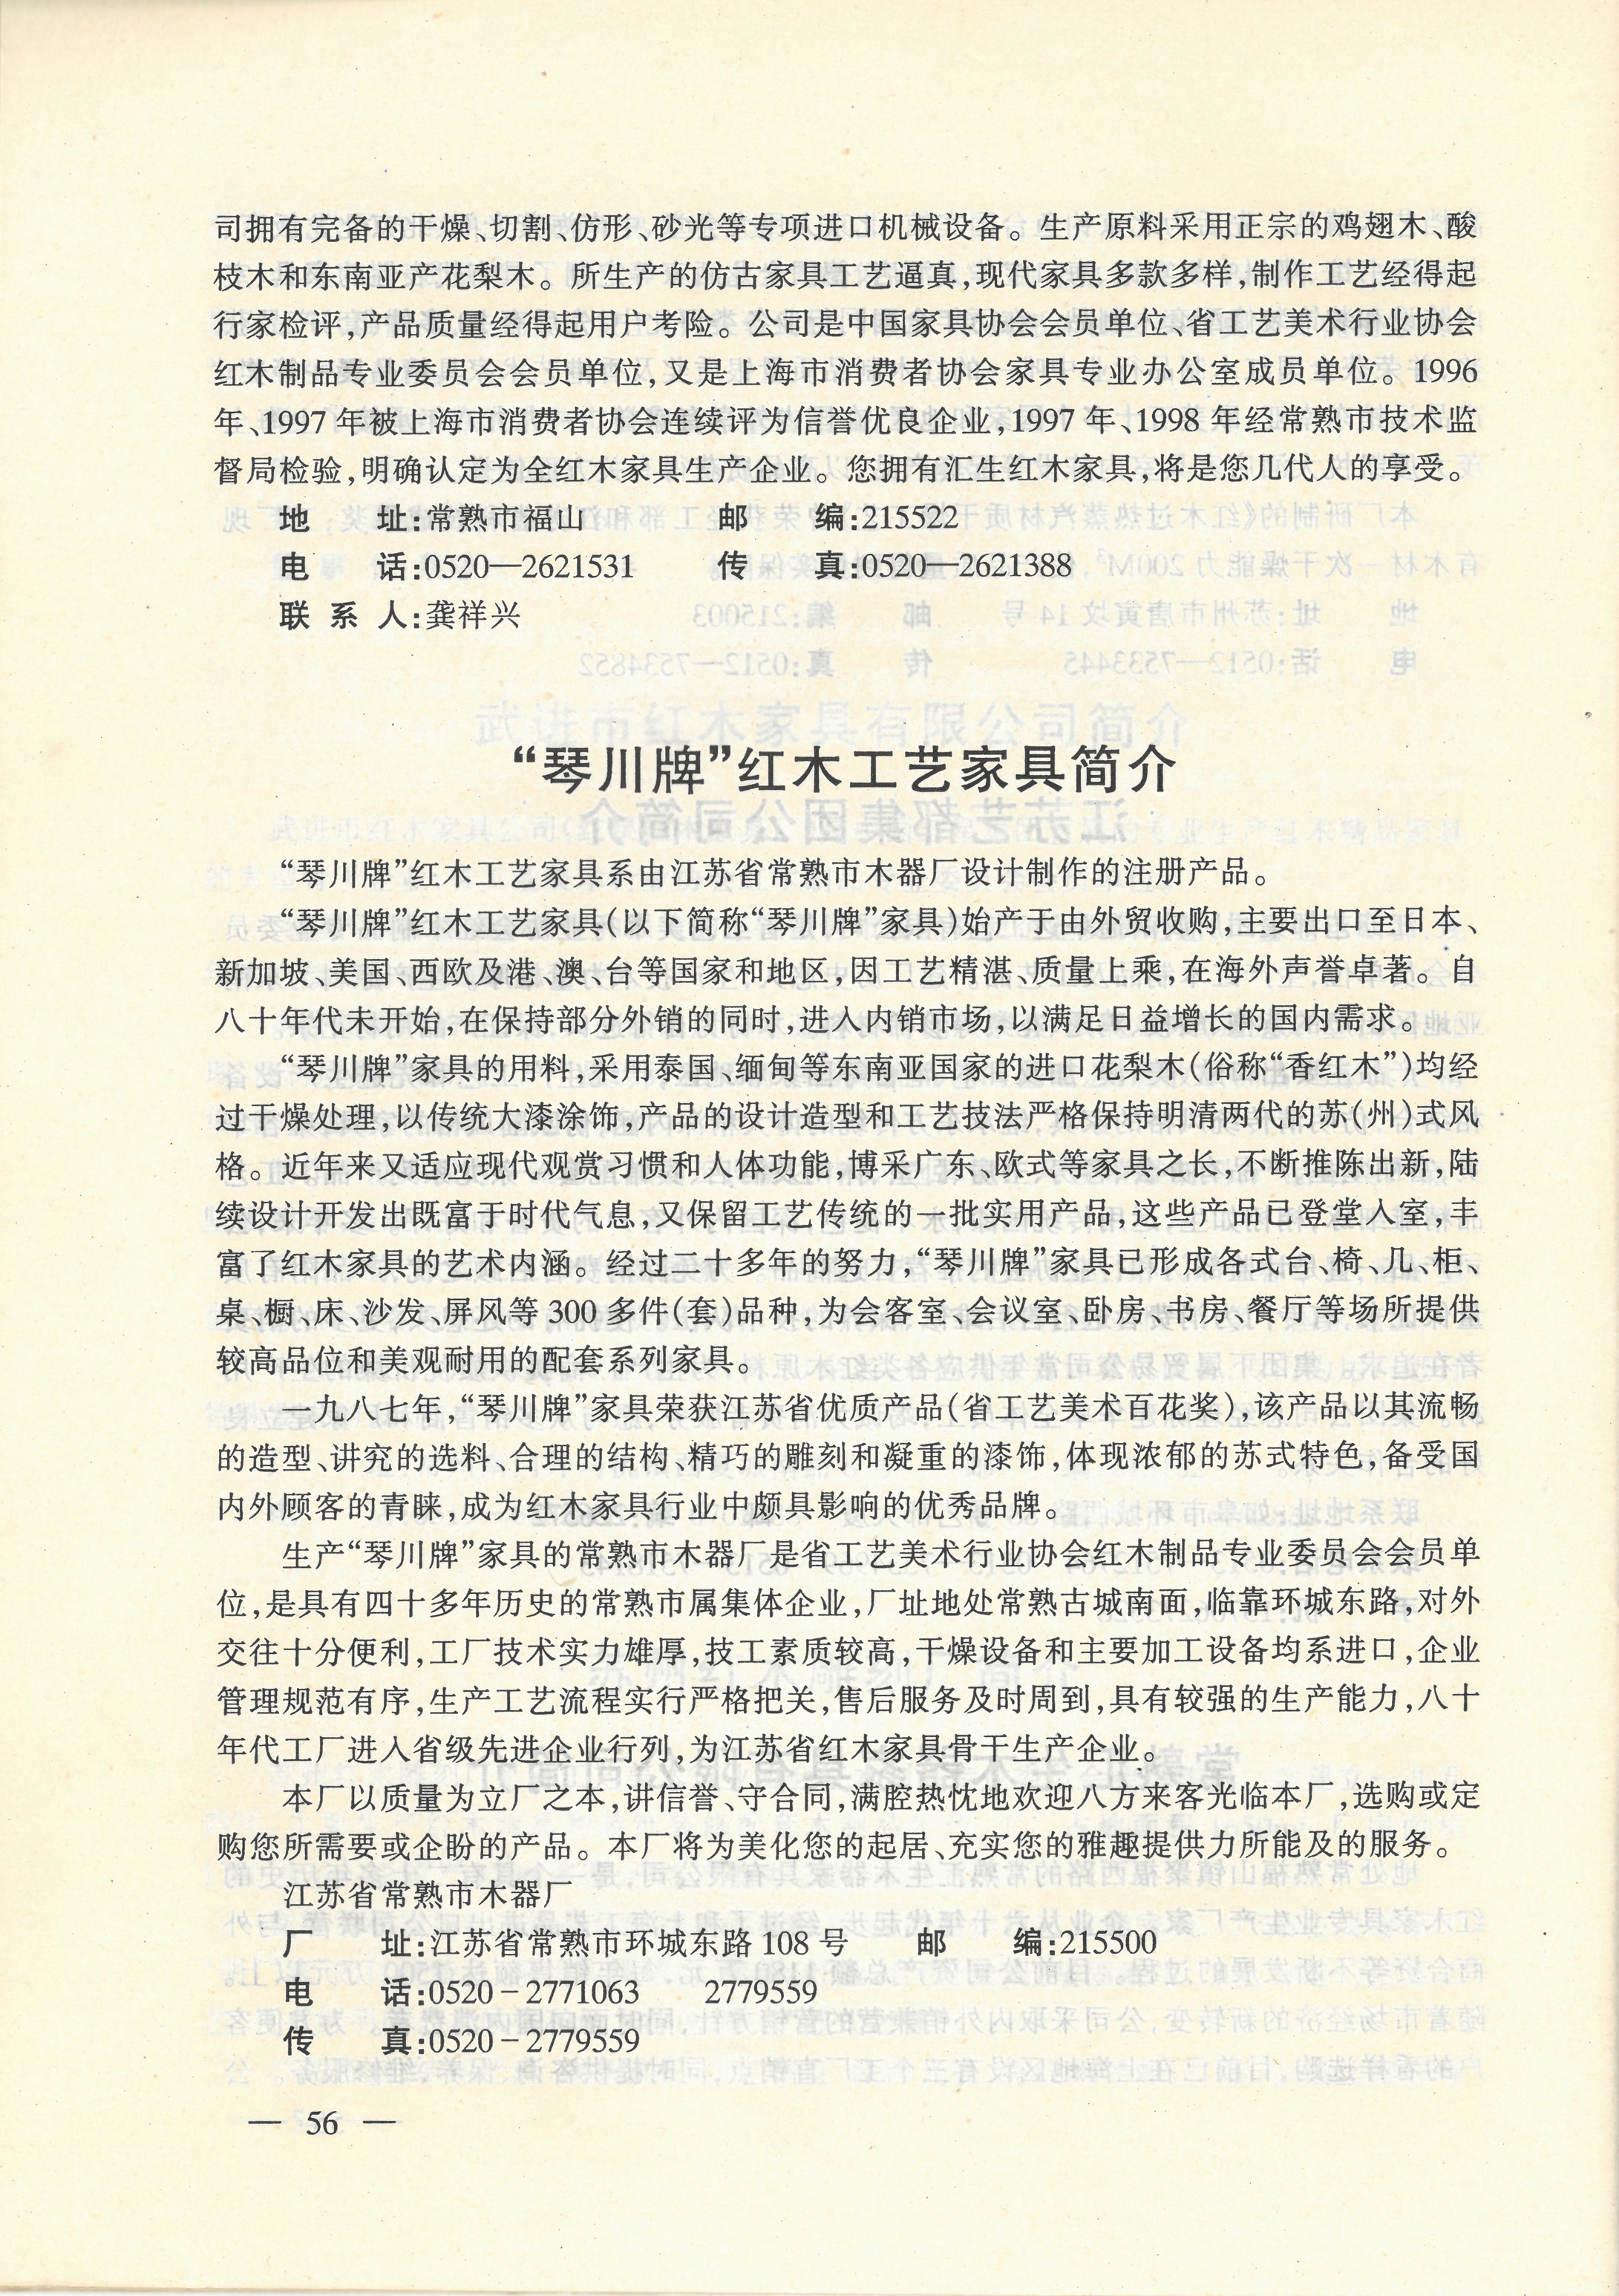 司拥有完备的干燥、切割、仿形、砂光等专项进口机械设备。生产原料采用正宗的鸡翅木、酸
枝木和东南亚产花梨木。所生产的仿古家具工艺逼真,现代家具多款多样,制作工艺经得起
行家检评,产品质量经得起用户考险。公司是中国家具协会会员单位、省工艺美术行业协会
红木制品专业委员会会员单位,又是上海市消费者协会家具专业办公室成员单位。1996
年、1997年被上海市消费者协会连续评为信誉优良企业,1997年、1998年经常熟市技术监
督局检验,明确认定为全红木家具生产企业。您拥有汇生红木家具,将是您几代人的享受。
地 址:常熟市福山 邮 编:215522
电 话:0520—2621531 传 真:0520—2621388
联 系 人:龚祥兴
“琴川牌”红木工艺家具简介
“琴川牌”红木工艺家具系由江苏省常熟市木器厂设计制作的注册产品。
“琴川牌”红木工艺家具(以下简称“琴川牌”家具)始产于由外贸收购,主要出口至日本、
新加坡、美国、西欧及港、澳、台等国家和地区,因工艺精湛、质量上乘,在海外声誉卓著。自
八十年代未开始,在保持部分外销的同时,进入内销市场,以满足日益增长的国内需求。
“琴川牌”家具的用料,采用泰国、缅甸等东南亚国家的进口花梨木(俗称“香红木”)均经
过干燥处理,以传统大漆涂饰,产品的设计造型和工艺技法严格保持明清两代的苏(州)式风
格。近年来又适应现代观赏习惯和人体功能,博采广东、欧式等家具之长,不断推陈出新,陆
续设计开发出既富于时代气息,又保留工艺传统的一批实用产品,这些产品已登堂入室,丰
富了红木家具的艺术内涵。经过二十多年的努力,“琴川牌”家具已形成各式台、椅、几、柜、
桌、橱、床、沙发、屏风等300多件(套)品种,为会客室、会议室、卧房、书房、餐厅等场所提供
较高品位和美观耐用的配套系列家具。
一九八七年,“琴川牌”家具荣获江苏省优质产品(省工艺美术百花奖),该产品以其流畅
的造型、讲究的选料、合理的结构、精巧的雕刻和凝重的漆饰,体现浓郁的苏式特色,备受国
内外顾客的青睐,成为红木家具行业中颇具影响的优秀品牌。
生产“琴川牌”家具的常熟市木器厂是省工艺美术行业协会红木制品专业委员会会员单
位,是具有四十多年历史的常熟市属集体企业,厂址地处常熟古城南面,临靠环城东路,对外
交往十分便利,工厂技术实力雄厚,技工素质较高,干燥设备和主要加工设备均系进口,企业
管理规范有序,生产工艺流程实行严格把关,售后服务及时周到,具有较强的生产能力,八十
年代工厂进入省级先进企业行列,为江苏省红木家具骨干生产企业。
本厂以质量为立厂之本,讲信誉、守合同,满腔热忱地欢迎八方来客光临本厂,选购或定
购您所需要或企盼的产品。本厂将为美化您的起居、充实您的雅趣提供力所能及的服务。
江苏省常熟市木器厂
厂 址:江苏省常熟市环城东路108号 邮 编:215500
电 话:0520－2771063 2779559
传 真:0520－2779559
— 56 —